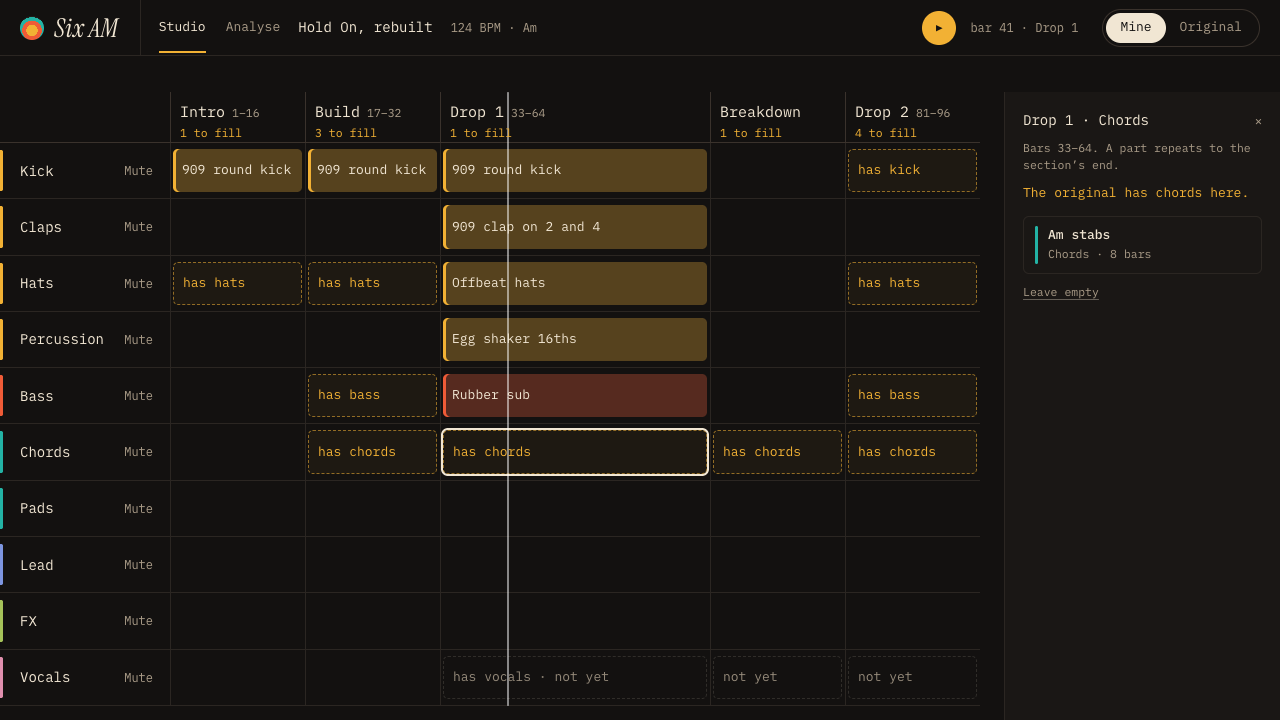 Six AM
Studio
Analyse
Hold On, rebuilt
124 BPM · Am
▶
bar 41 · Drop 1
Mine
Original
Intro 1–16
1 to fill
Build 17–32
3 to fill
Drop 1 33–64
1 to fill
Breakdown
1 to fill
Drop 2 81–96
4 to fill
Kick
Mute
909 round kick
909 round kick
909 round kick
has kick
Claps
Mute
909 clap on 2 and 4
Hats
Mute
has hats
has hats
Offbeat hats
has hats
Percussion
Mute
Egg shaker 16ths
Bass
Mute
has bass
Rubber sub
has bass
Chords
Mute
has chords
has chords
has chords
has chords
Pads
Mute
Lead
Mute
FX
Mute
Vocals
Mute
has vocals · not yet
not yet
not yet
Drop 1 · Chords
×
Bars 33–64. A part repeats to the
section’s end.
The original has chords here.
Am stabs
Chords · 8 bars
Leave empty